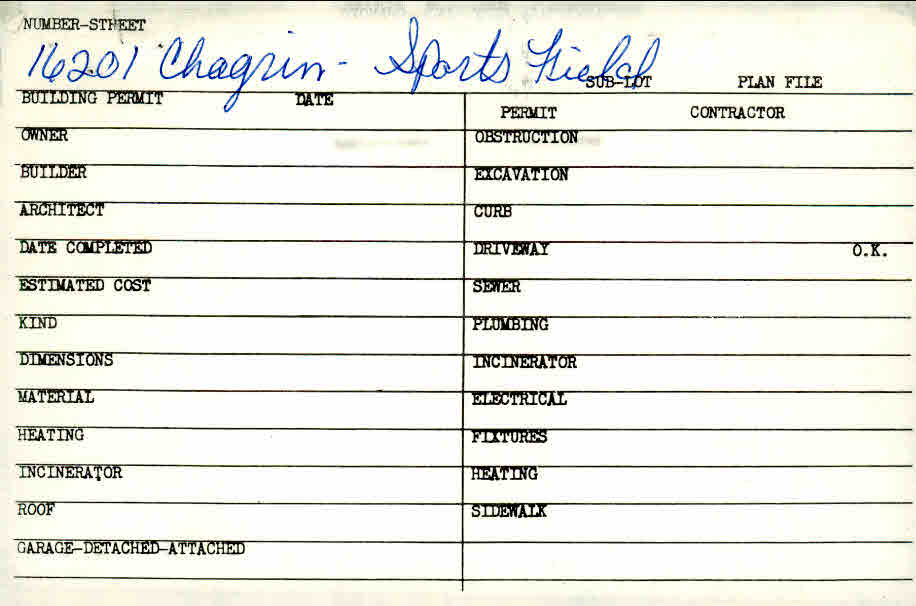 NUMBER-STREET
16201 Chagrin - Sports Field
SUB-LOT PLAN FILE
BUILDING PERMIT DATE
PERMIT CONTRACTOR
OWNER
OBSTRUCTION
BUILDER
EXCAVATION
ARCHITECT
CURB
DATE COMPLETED
DRIVEWAY O.K.
ESTIMATED COST
SEWER
KIND
PLUMBING
DIMENSIONS
INCINERATOR
MATERIAL
ELECTRICAL
HEATING
FIXTURES
INCINERATOR
HEATING
ROOF
SIDEWALK
GARAGE-DETACHED-ATTACHED